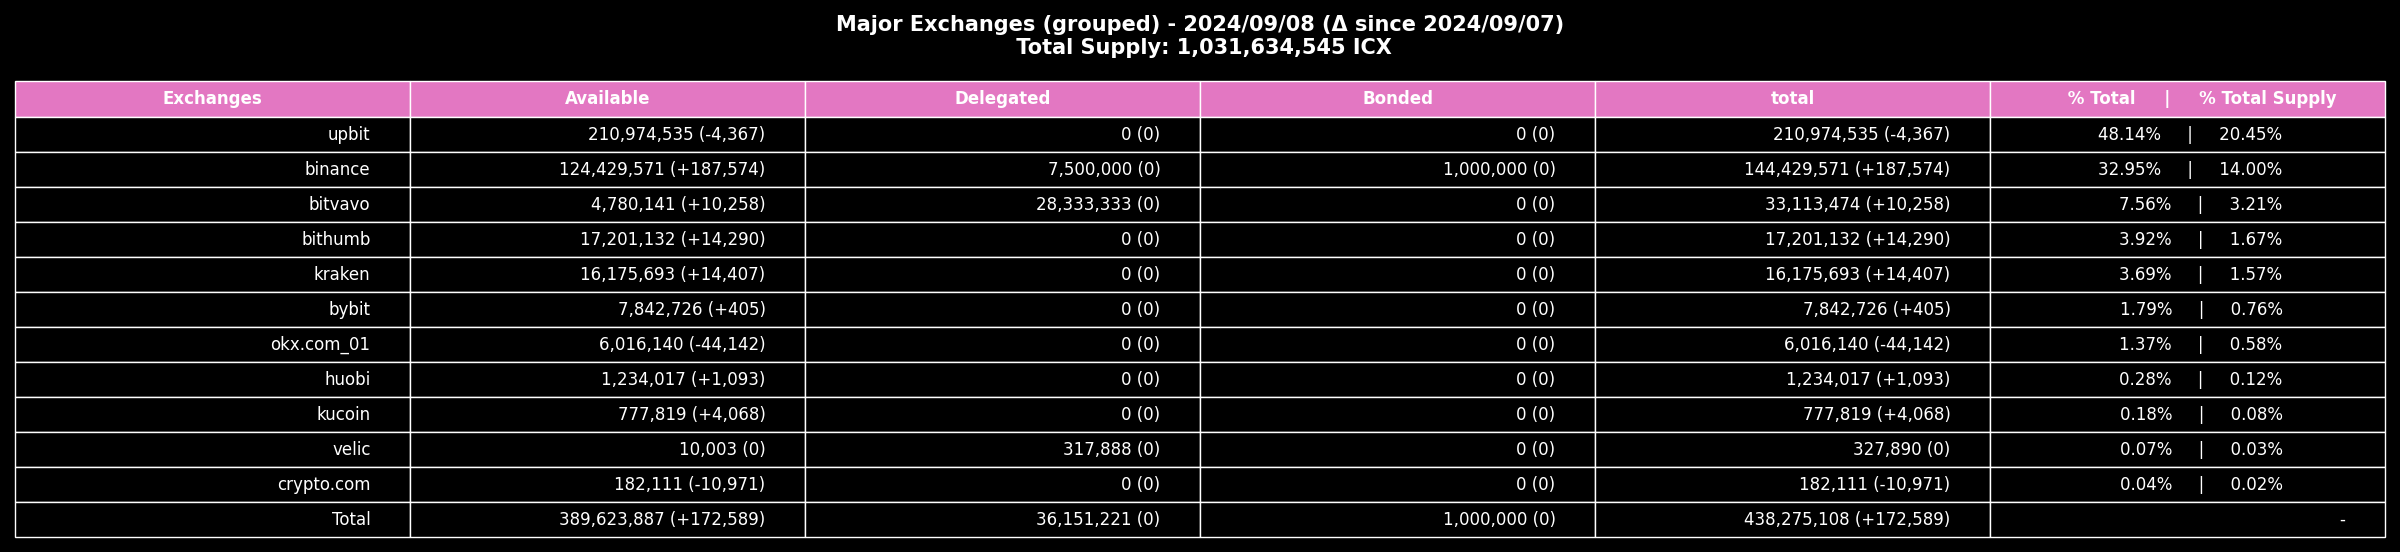 Major Exchanges (grouped) - 2024/09/08 (Δ since 2024/09/07)
Total Supply: 1,031,634,545 ICX
Exchanges Available Delegated Bonded total % Total | % Total Supply
upbit 210,974,535 (-4,367) 0 (0) 0 (0) 210,974,535 (-4,367) 48.14% | 20.45%
binance 124,429,571 (+187,574) 7,500,000 (0) 1,000,000 (0) 144,429,571 (+187,574) 32.95% | 14.00%
bitvavo 4,780,141 (+10,258) 28,333,333 (0) 0 (0) 33,113,474 (+10,258) 7.56% | 3.21%
bithumb 17,201,132 (+14,290) 0 (0) 0 (0) 17,201,132 (+14,290) 3.92% | 1.67%
kraken 16,175,693 (+14,407) 0 (0) 0 (0) 16,175,693 (+14,407) 3.69% | 1.57%
bybit 7,842,726 (+405) 0 (0) 0 (0) 7,842,726 (+405) 1.79% | 0.76%
okx.com_01 6,016,140 (-44,142) 0 (0) 0 (0) 6,016,140 (-44,142) 1.37% | 0.58%
huobi 1,234,017 (+1,093) 0 (0) 0 (0) 1,234,017 (+1,093) 0.28% | 0.12%
kucoin 777,819 (+4,068) 0 (0) 0 (0) 777,819 (+4,068) 0.18% | 0.08%
velic 10,003 (0) 317,888 (0) 0 (0) 327,890 (0) 0.07% | 0.03%
crypto.com 182,111 (-10,971) 0 (0) 0 (0) 182,111 (-10,971) 0.04% | 0.02%
Total 389,623,887 (+172,589) 36,151,221 (0) 1,000,000 (0) 438,275,108 (+172,589) -